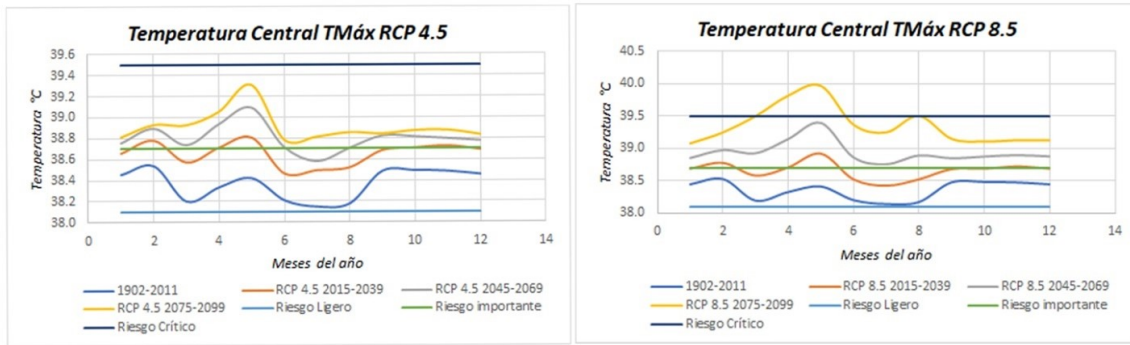 Temperatura Central TMáx RCP 4.5
39.6
39.4
39.2
39.0
38.8
38.6
38.4
38.2
38.0
Temperatura °C
0 2 4 6 8 10 12 14
Meses del año
1902-2011 RCP 4.5 2015-2039 RCP 4.5 2045-2069
RCP 4.5 2075-2099 Riesgo Ligero Riesgo importante
Riesgo Crítico
Temperatura Central TMáx RCP 8.5
40.5
40.0
39.5
39.0
38.5
38.0
Temperatura °C
0 2 4 6 8 10 12 14
Meses del año
1902-2011 RCP 8.5 2015-2039 RCP 8.5 2045-2069
RCP 8.5 2075-2099 Riesgo Ligero Riesgo importante
Riesgo Crítico